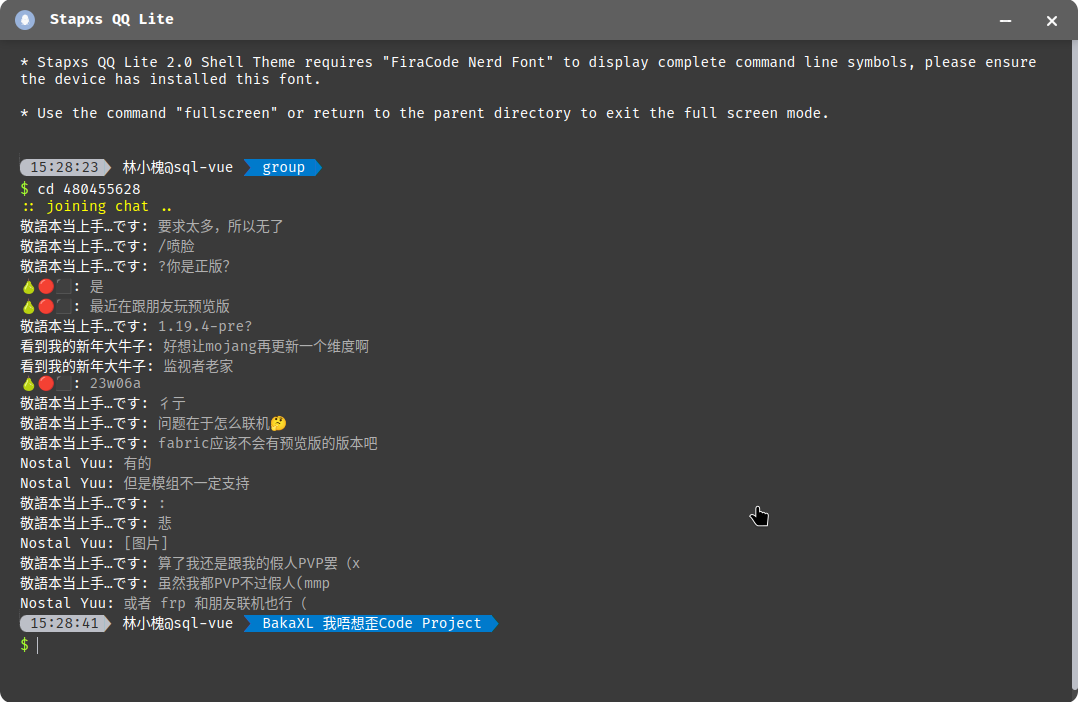 Stapxs QQ Lite
* Stapxs QQ Lite 2.0 Shell Theme requires "FiraCode Nerd Font" to display complete command line symbols, please ensure
the device has installed this font.
* Use the command "fullscreen" or return to the parent directory to exit the full screen mode.
15:28:23 林小槐@sql-vue group
$ cd 480455628
:: joining chat ..
敬語本当上手…です: 要求太多，所以无了
敬語本当上手…です: /喷脸
敬語本当上手…です: ?你是正版?
🍐🔴⬛: 是
🍐🔴⬛: 最近在跟朋友玩预览版
敬語本当上手…です: 1.19.4-pre?
看到我的新年大牛子: 好想让mojang再更新一个维度啊
看到我的新年大牛子: 监视者老家
🍐🔴⬛: 23w06a
敬語本当上手…です: 彳亍
敬語本当上手…です: 问题在于怎么联机🤔
敬語本当上手…です: fabric应该不会有预览版的版本吧
Nostal Yuu: 有的
Nostal Yuu: 但是模组不一定支持
敬語本当上手…です: :
敬語本当上手…です: 悲
Nostal Yuu: [图片]
敬語本当上手…です: 算了我还是跟我的假人PVP罢（x
敬語本当上手…です: 虽然我都PVP不过假人(mmp
Nostal Yuu: 或者 frp 和朋友联机也行（
15:28:41 林小槐@sql-vue BakaXL 我唔想歪Code Project
$